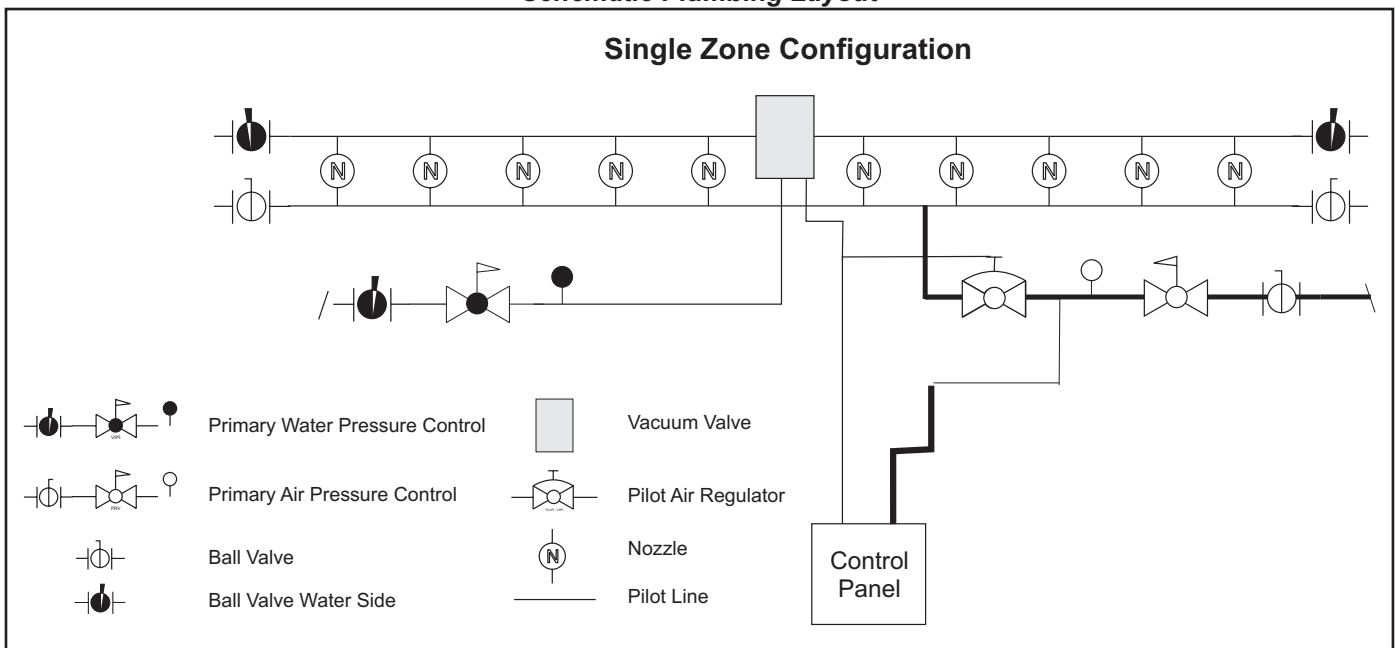 Schematic Plumbing Layout
Single Zone Configuration
N N N N N N N N N N
Primary Water Pressure Control
Vacuum Valve
Primary Air Pressure Control
PRV
Pilot Air Regulator
Ball Valve
N
Nozzle
Ball Valve Water Side
Pilot Line
Control
Panel